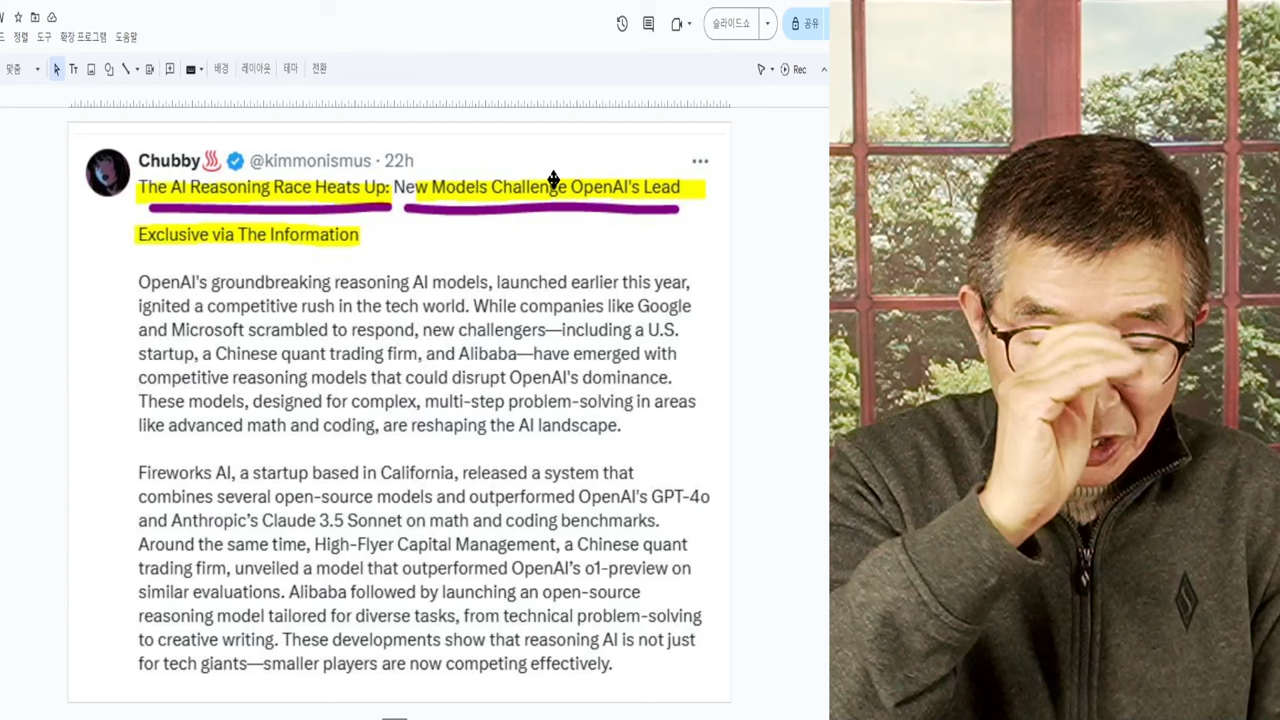 정렬 도구 확장 프로그램 도움말
슬라이드쇼
공유
맞춤
Tт
배경 레이아웃 테마 전환
Rec
Chubby♨️ @kimmonismus · 22h
The AI Reasoning Race Heats Up: New Models Challenge OpenAI's Lead
Exclusive via The Information
OpenAI's groundbreaking reasoning AI models, launched earlier this year,
ignited a competitive rush in the tech world. While companies like Google
and Microsoft scrambled to respond, new challengers—including a U.S.
startup, a Chinese quant trading firm, and Alibaba—have emerged with
competitive reasoning models that could disrupt OpenAI's dominance.
These models, designed for complex, multi-step problem-solving in areas
like advanced math and coding, are reshaping the AI landscape.
Fireworks AI, a startup based in California, released a system that
combines several open-source models and outperformed OpenAI's GPT-4o
and Anthropic’s Claude 3.5 Sonnet on math and coding benchmarks.
Around the same time, High-Flyer Capital Management, a Chinese quant
trading firm, unveiled a model that outperformed OpenAI’s o1-preview on
similar evaluations. Alibaba followed by launching an open-source
reasoning model tailored for diverse tasks, from technical problem-solving
to creative writing. These developments show that reasoning AI is not just
for tech giants—smaller players are now competing effectively.